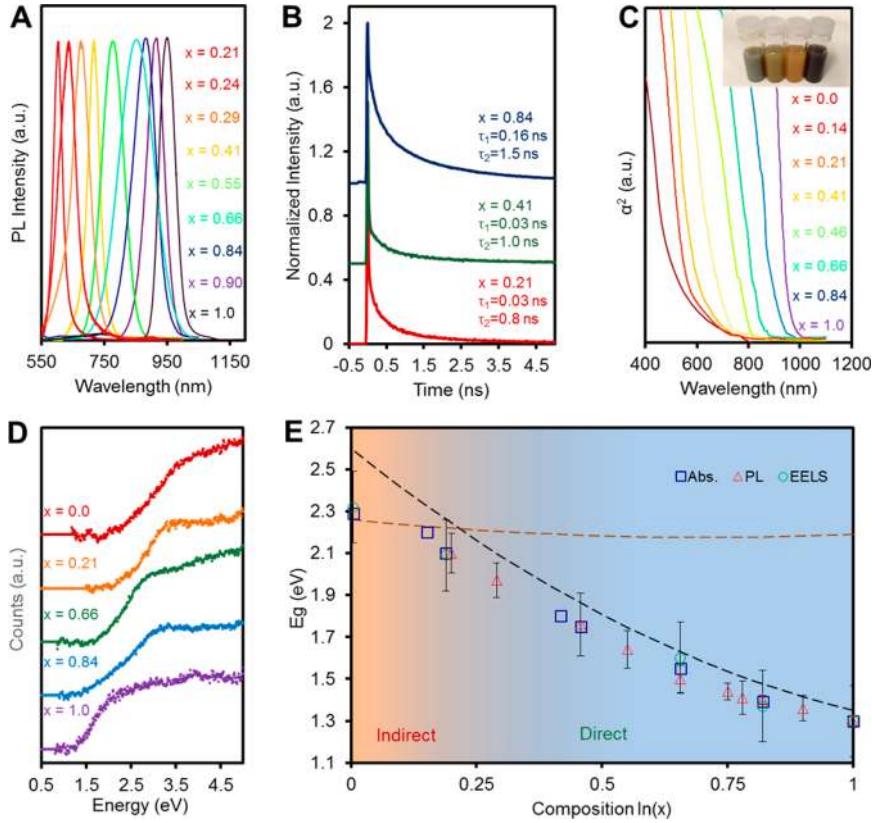 A
PL Intensity (a.u.)
x = 0.21
x = 0.24
x = 0.29
x = 0.41
x = 0.55
x = 0.66
x = 0.84
x = 0.90
x = 1.0
550 750 950 1150
Wavelength (nm)
B
Normalized Intensity (a.u.)
2
1.6
1.2
0.8
0.4
0
x = 0.84
τ₁=0.16 ns
τ₂=1.5 ns
x = 0.41
τ₁=0.03 ns
τ₂=1.0 ns
x = 0.21
τ₁=0.03 ns
τ₂=0.8 ns
-0.5 0.5 1.5 2.5 3.5 4.5
Time (ns)
C
α² (a.u.)
x = 0.0
x = 0.14
x = 0.21
x = 0.41
x = 0.46
x = 0.66
x = 0.84
x = 1.0
400 600 800 1000 1200
Wavelength (nm)
D
Counts (a.u.)
x = 0.0
x = 0.21
x = 0.66
x = 0.84
x = 1.0
0.5 1.5 2.5 3.5 4.5
Energy (eV)
E
Eg (eV)
2.7
2.5
2.3
2.1
1.9
1.7
1.5
1.3
1.1
Abs. PL EELS
Indirect Direct
0 0.25 0.5 0.75 1
Composition In(x)